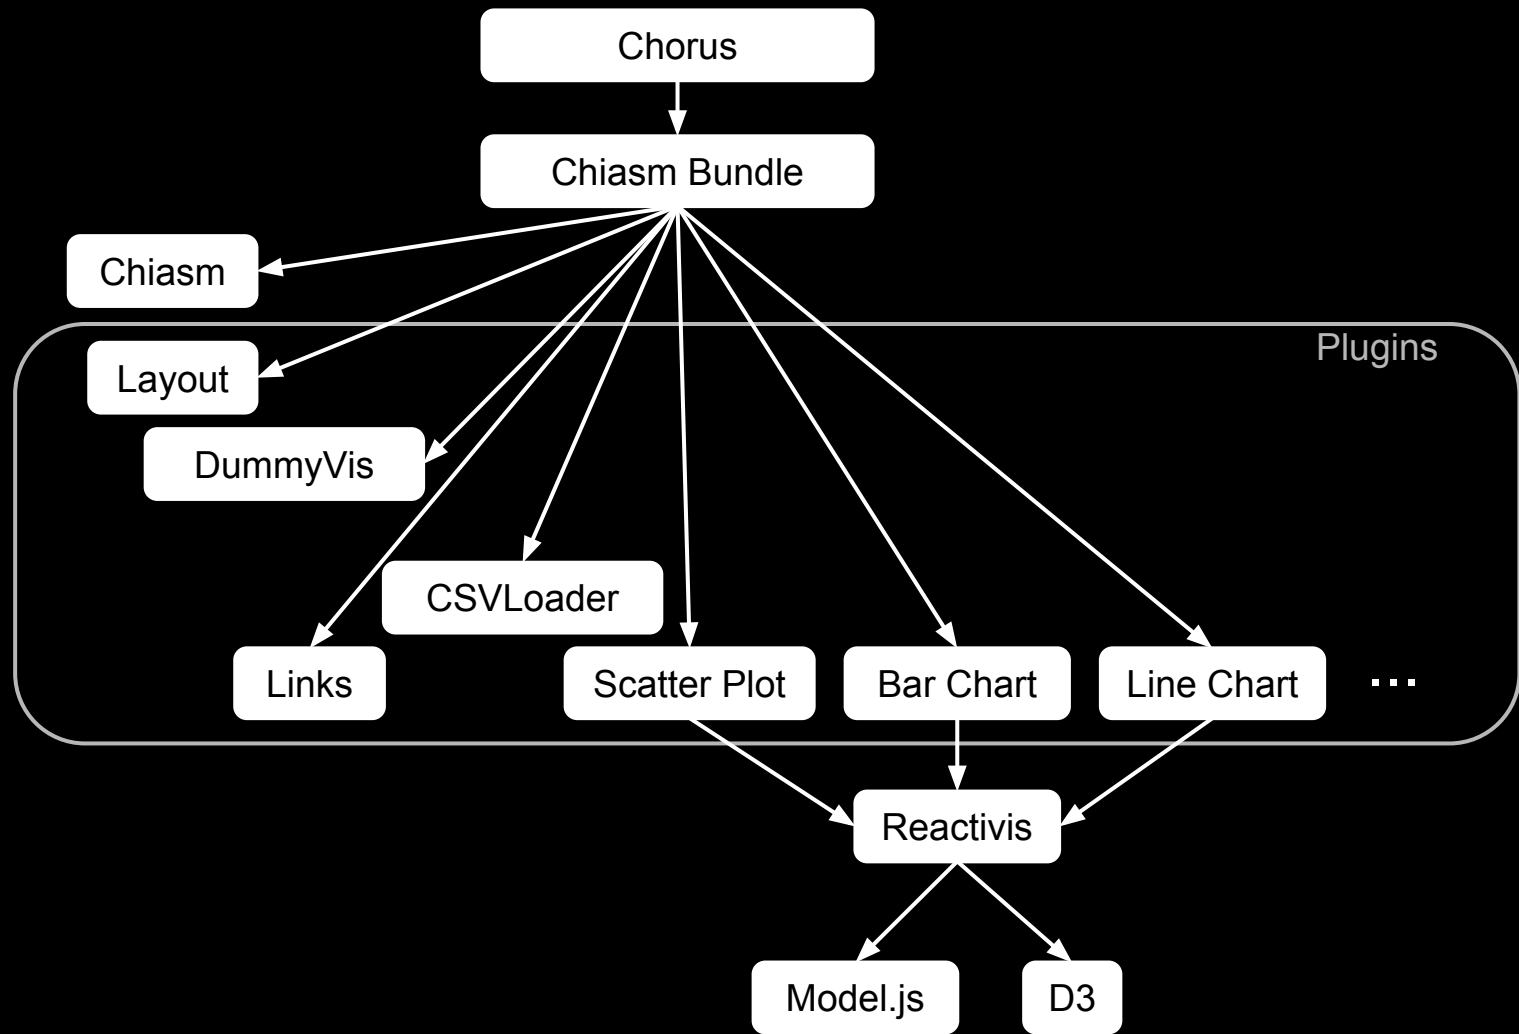 Chorus
Chiasm Bundle
Chiasm
Plugins
Layout
DummyVis
CSVLoader
Links
Scatter Plot
Bar Chart
Line Chart
...
Reactivis
Model.js
D3